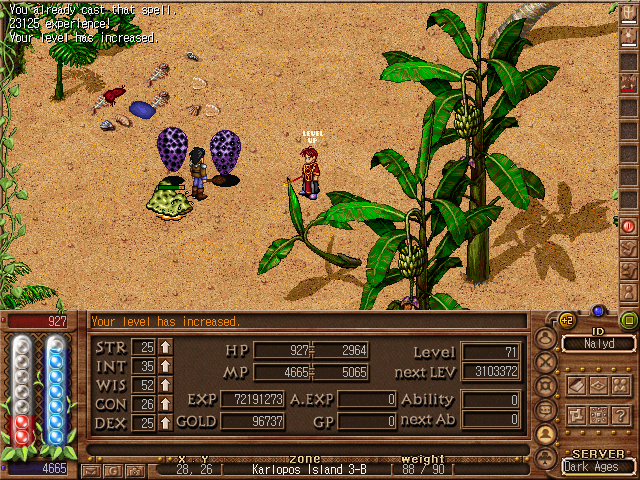 You already cast that spell.
23125 experience!
Your level has increased.
LEVEL
UP
927
Your level has increased.
+2
ID
Nalyd
STR 25 HP 927 2964 Level 71
INT 35 MP 4665 5065 next LEV 3103372
WIS 52
CON 26 EXP 72191273 A.EXP 0 Ability 0
DEX 25 GOLD 96737 GP 0 next Ab 0
x y zone weight
4665 G 28, 26 Karlopos Island 3-B 88 / 90
?
SERVER
Dark Ages